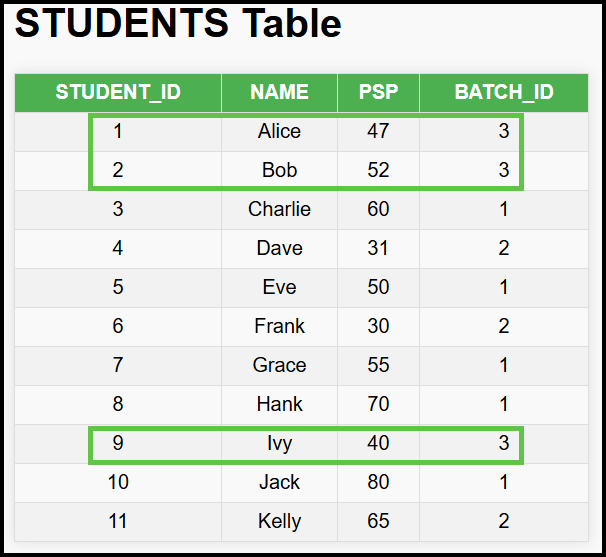 STUDENTS Table
STUDENT_ID NAME PSP BATCH_ID
1 Alice 47 3
2 Bob 52 3
3 Charlie 60 1
4 Dave 31 2
5 Eve 50 1
6 Frank 30 2
7 Grace 55 1
8 Hank 70 1
9 Ivy 40 3
10 Jack 80 1
11 Kelly 65 2